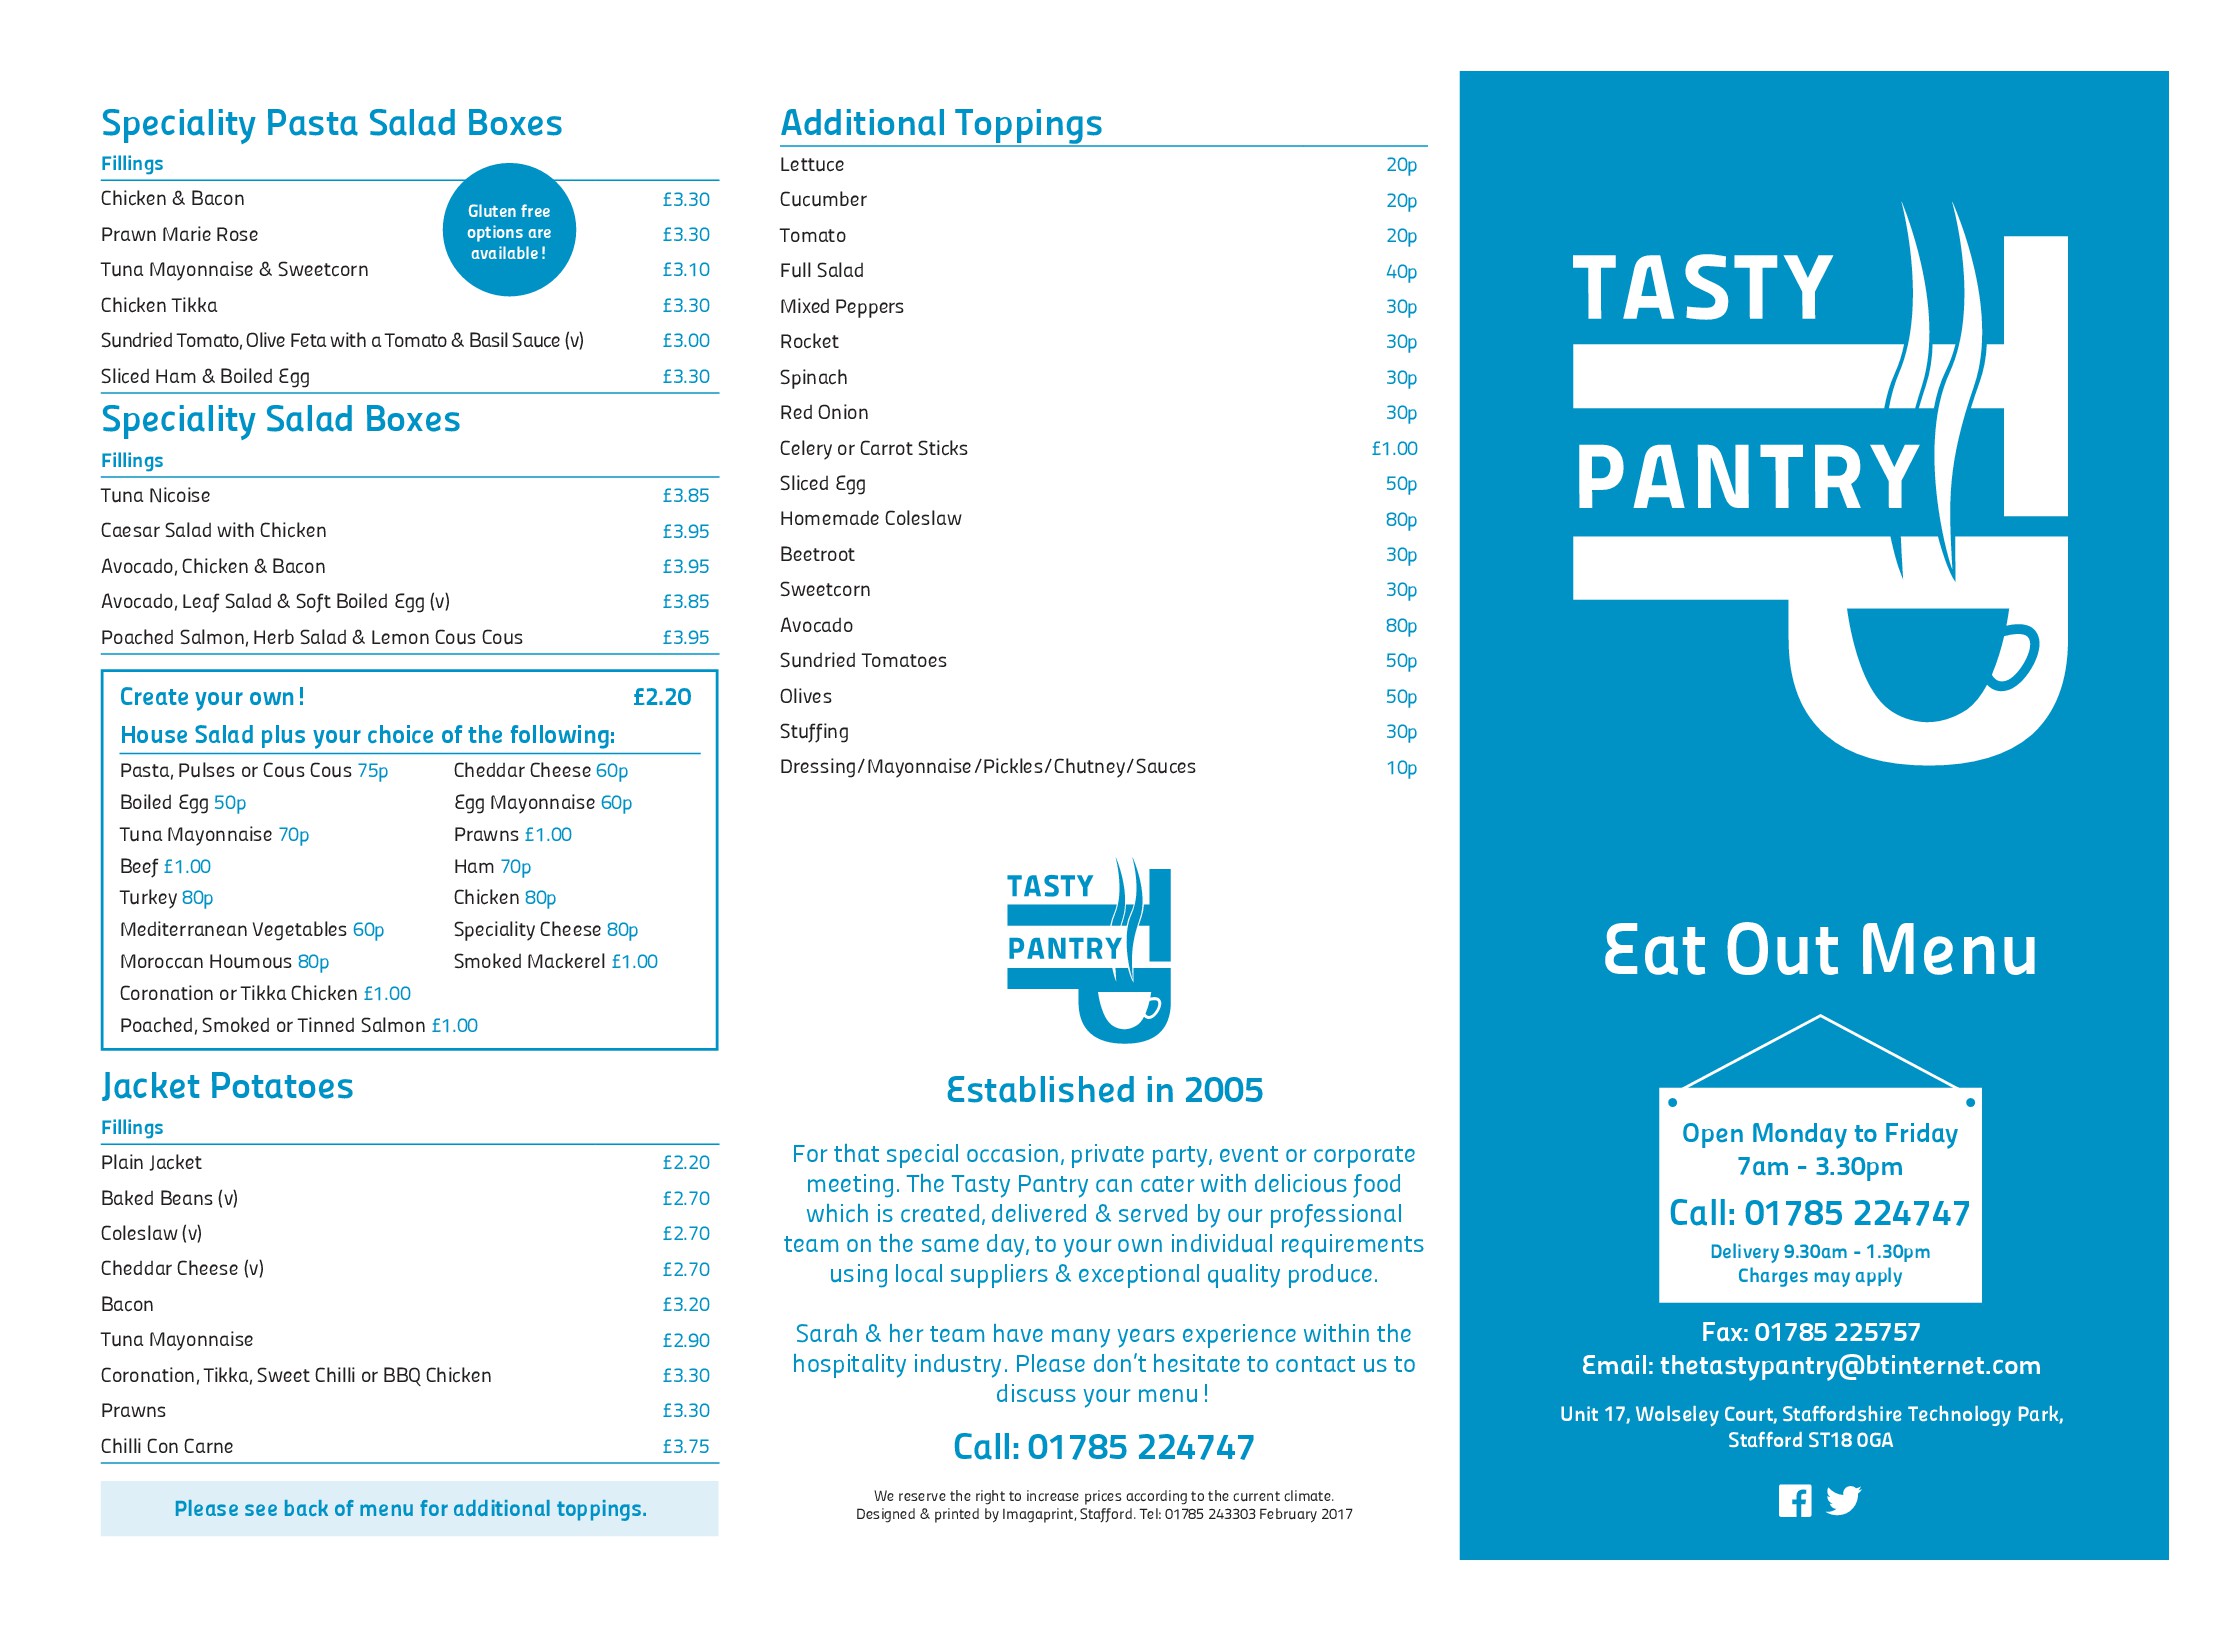 Speciality Pasta Salad Boxes
Fillings
Chicken & Bacon £3.30
Prawn Marie Rose £3.30
Tuna Mayonnaise & Sweetcorn £3.10
Chicken Tikka £3.30
Sundried Tomato, Olive Feta with a Tomato & Basil Sauce (v) £3.00
Sliced Ham & Boiled Egg £3.30
Gluten free
options are
available!
Speciality Salad Boxes
Fillings
Tuna Nicoise £3.85
Caesar Salad with Chicken £3.95
Avocado, Chicken & Bacon £3.95
Avocado, Leaf Salad & Soft Boiled Egg (v) £3.85
Poached Salmon, Herb Salad & Lemon Cous Cous £3.95
Create your own! £2.20
House Salad plus your choice of the following:
Pasta, Pulses or Cous Cous 75p Cheddar Cheese 60p
Boiled Egg 50p Egg Mayonnaise 60p
Tuna Mayonnaise 70p Prawns £1.00
Beef £1.00 Ham 70p
Turkey 80p Chicken 80p
Mediterranean Vegetables 60p Speciality Cheese 80p
Moroccan Houmous 80p Smoked Mackerel £1.00
Coronation or Tikka Chicken £1.00
Poached, Smoked or Tinned Salmon £1.00
Jacket Potatoes
Fillings
Plain Jacket £2.20
Baked Beans (v) £2.70
Coleslaw (v) £2.70
Cheddar Cheese (v) £2.70
Bacon £3.20
Tuna Mayonnaise £2.90
Coronation, Tikka, Sweet Chilli or BBQ Chicken £3.30
Prawns £3.30
Chilli Con Carne £3.75
Please see back of menu for additional toppings.
Additional Toppings
Lettuce 20p
Cucumber 20p
Tomato 20p
Full Salad 40p
Mixed Peppers 30p
Rocket 30p
Spinach 30p
Red Onion 30p
Celery or Carrot Sticks £1.00
Sliced Egg 50p
Homemade Coleslaw 80p
Beetroot 30p
Sweetcorn 30p
Avocado 80p
Sundried Tomatoes 50p
Olives 50p
Stuffing 30p
Dressing/Mayonnaise/Pickles/Chutney/Sauces 10p
TASTY
PANTRY
Established in 2005
For that special occasion, private party, event or corporate
meeting. The Tasty Pantry can cater with delicious food
which is created, delivered & served by our professional
team on the same day, to your own individual requirements
using local suppliers & exceptional quality produce.
Sarah & her team have many years experience within the
hospitality industry. Please don't hesitate to contact us to
discuss your menu!
Call: 01785 224747
We reserve the right to increase prices according to the current climate.
Designed & printed by Imagaprint, Stafford. Tel: 01785 243303 February 2017
TASTY
PANTRY
Eat Out Menu
Open Monday to Friday
7am - 3.30pm
Call: 01785 224747
Delivery 9.30am - 1.30pm
Charges may apply
Fax: 01785 225757
Email: thetastypantry@btinternet.com
Unit 17, Wolseley Court, Staffordshire Technology Park,
Stafford ST18 0GA